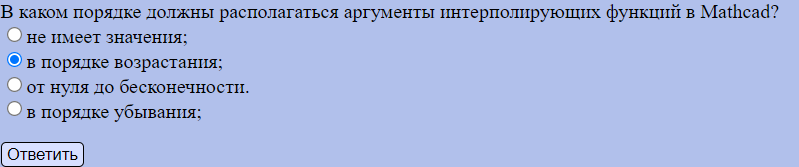 В каком порядке должны располагаться аргументы интерполирующих функций в Mathcad?
не имеет значения;
в порядке возрастания;
от нуля до бесконечности.
в порядке убывания;
Ответить